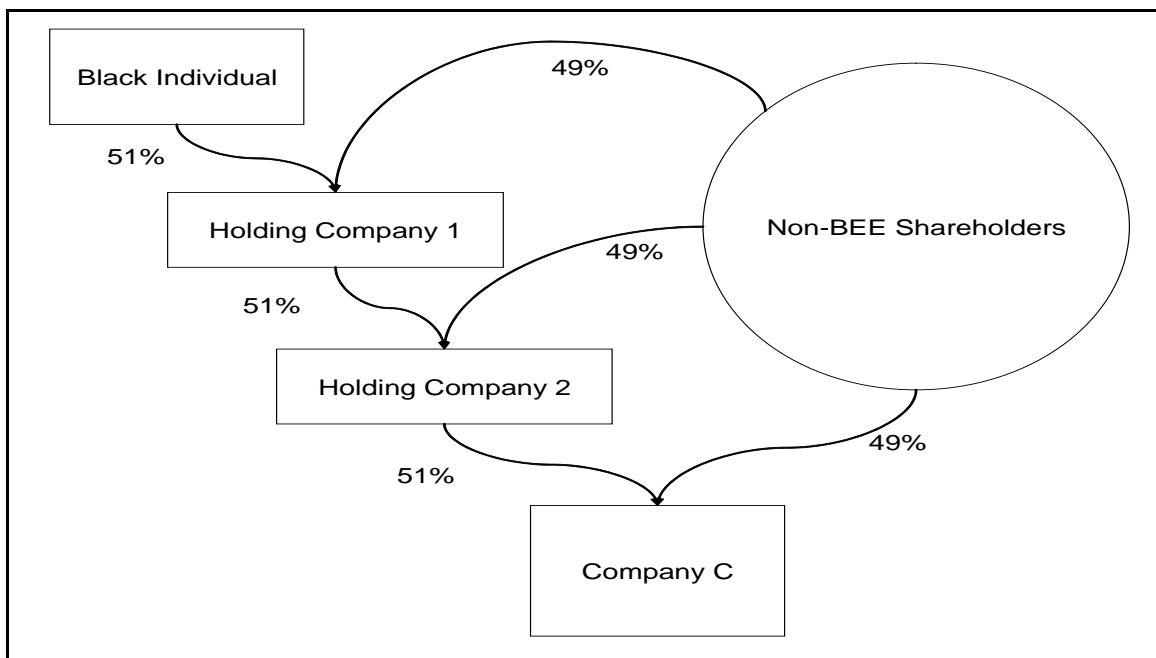 Black Individual
49%
51%
Holding Company 1
Non-BEE Shareholders
49%
51%
Holding Company 2
49%
51%
Company C